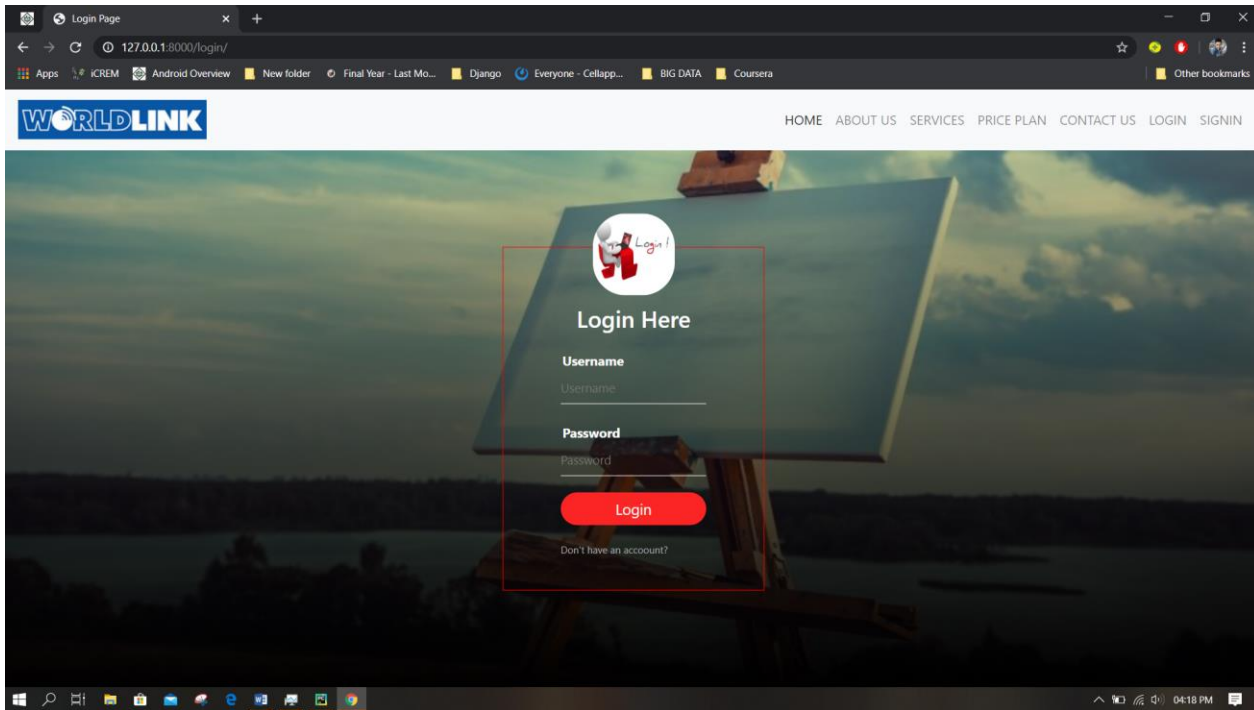 Login Page
127.0.0.1:8000/login/
Apps iCREM Android Overview New folder Final Year - Last Mo... Django Everyone - Cellapp... BIG DATA Coursera Other bookmarks
WORLDLINK HOME ABOUT US SERVICES PRICE PLAN CONTACT US LOGIN SIGNIN
Login !
Login Here
Username
Username
Password
Password
Login
Don't have an accoount?
04:18 PM